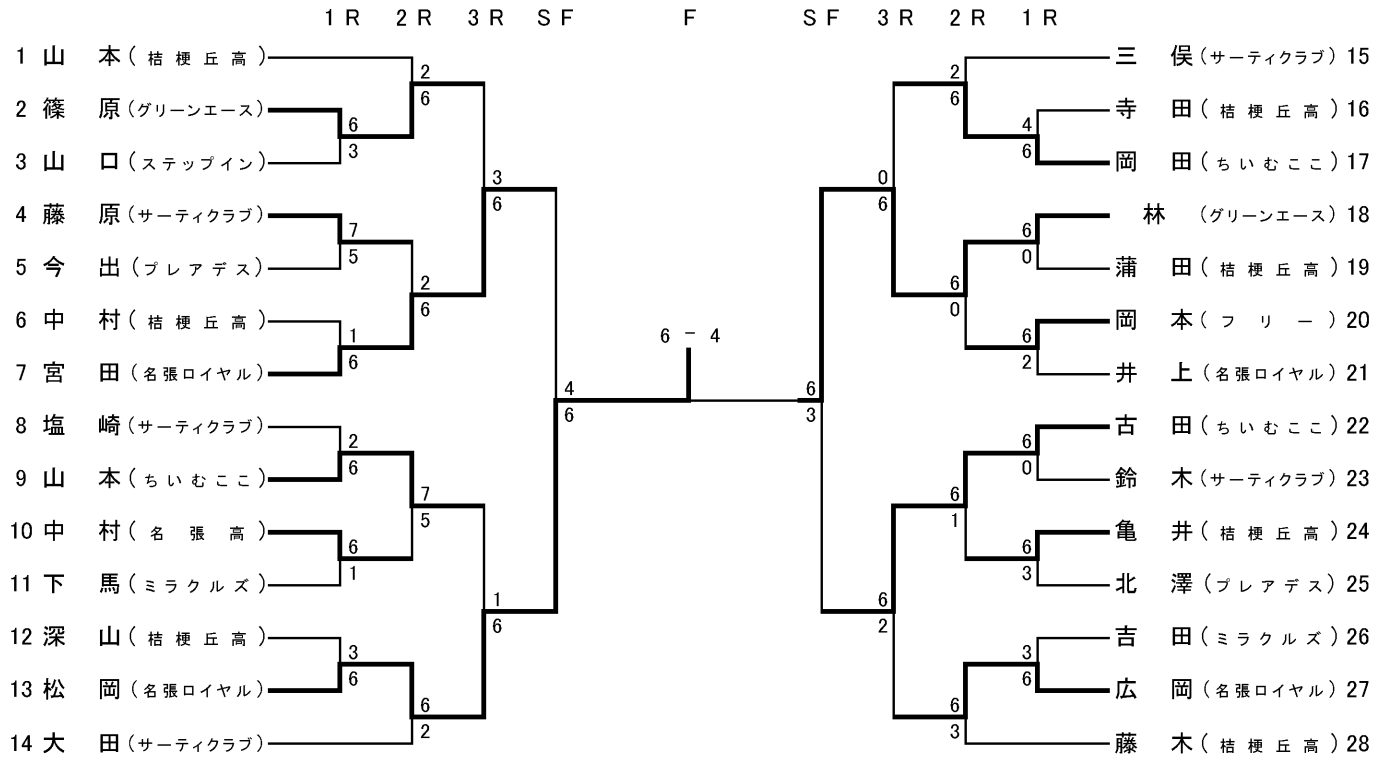 1R 2R 3R SF F SF 3R 2R 1R
1 山 本 (桔梗丘高) 三 俣 (サーティクラブ) 15
2 2
6 6
2 篠 原 (グリーンエース) 寺 田 (桔梗丘高) 16
6 4
3 6
3 山 口 (ステップイン) 岡 田 (ちいむここ) 17
3 0
6 6
4 藤 原 (サーティクラブ) 林 (グリーンエース) 18
7 6
5 0
5 今 出 (プレアデス) 蒲 田 (桔梗丘高) 19
2 6
6 0
6 中 村 (桔梗丘高) 岡 本 (フリー) 20
1 6 - 4 6
6 2
7 宮 田 (名張ロイヤル) 井 上 (名張ロイヤル) 21
4 6
6 3
8 塩 崎 (サーティクラブ) 古 田 (ちいむここ) 22
2 6
6 0
9 山 本 (ちいむここ) 鈴 木 (サーティクラブ) 23
7 6
5 1
10 中 村 (名張高) 亀 井 (桔梗丘高) 24
6 6
1 3
11 下 馬 (ミラクルズ) 北 澤 (プレアデス) 25
1 6
6 2
12 深 山 (桔梗丘高) 吉 田 (ミラクルズ) 26
3 3
6 6
13 松 岡 (名張ロイヤル) 広 岡 (名張ロイヤル) 27
6 6
2 3
14 大 田 (サーティクラブ) 藤 木 (桔梗丘高) 28